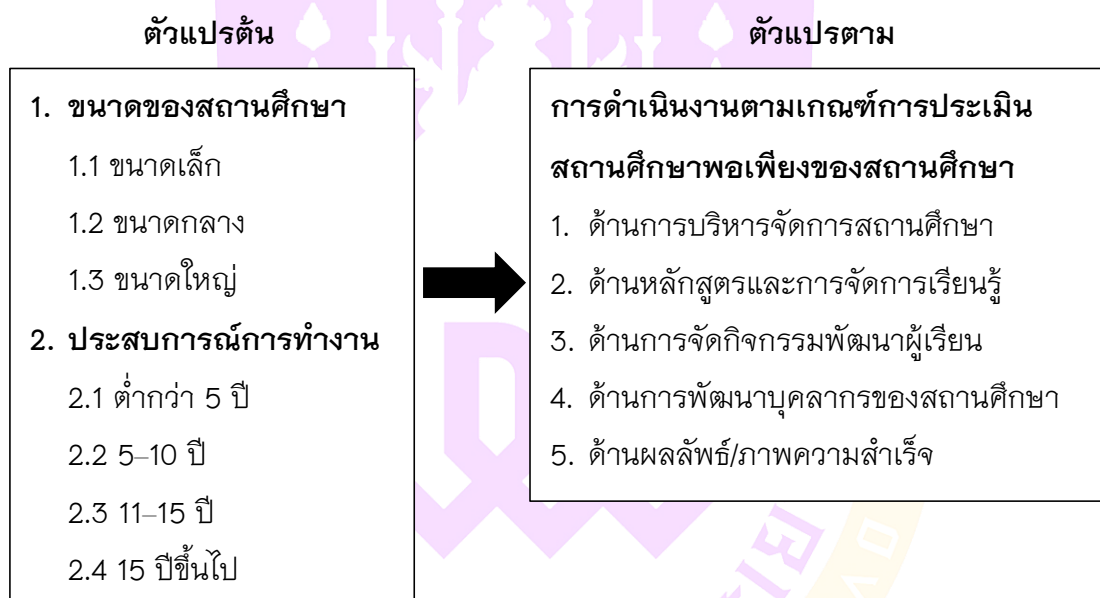 ตัวแปรต้น
1. ขนาดของสถานศึกษา
1.1 ขนาดเล็ก
1.2 ขนาดกลาง
1.3 ขนาดใหญ่
2. ประสบการณ์การทำงาน
2.1 ต่ำกว่า 5 ปี
2.2 5–10 ปี
2.3 11–15 ปี
2.4 15 ปีขึ้นไป
ตัวแปรตาม
การดำเนินงานตามเกณฑ์การประเมิน
สถานศึกษาพอเพียงของสถานศึกษา
1. ด้านการบริหารจัดการสถานศึกษา
2. ด้านหลักสูตรและการจัดการเรียนรู้
3. ด้านการจัดกิจกรรมพัฒนาผู้เรียน
4. ด้านการพัฒนาบุคลากรของสถานศึกษา
5. ด้านผลลัพธ์/ภาพความสำเร็จ